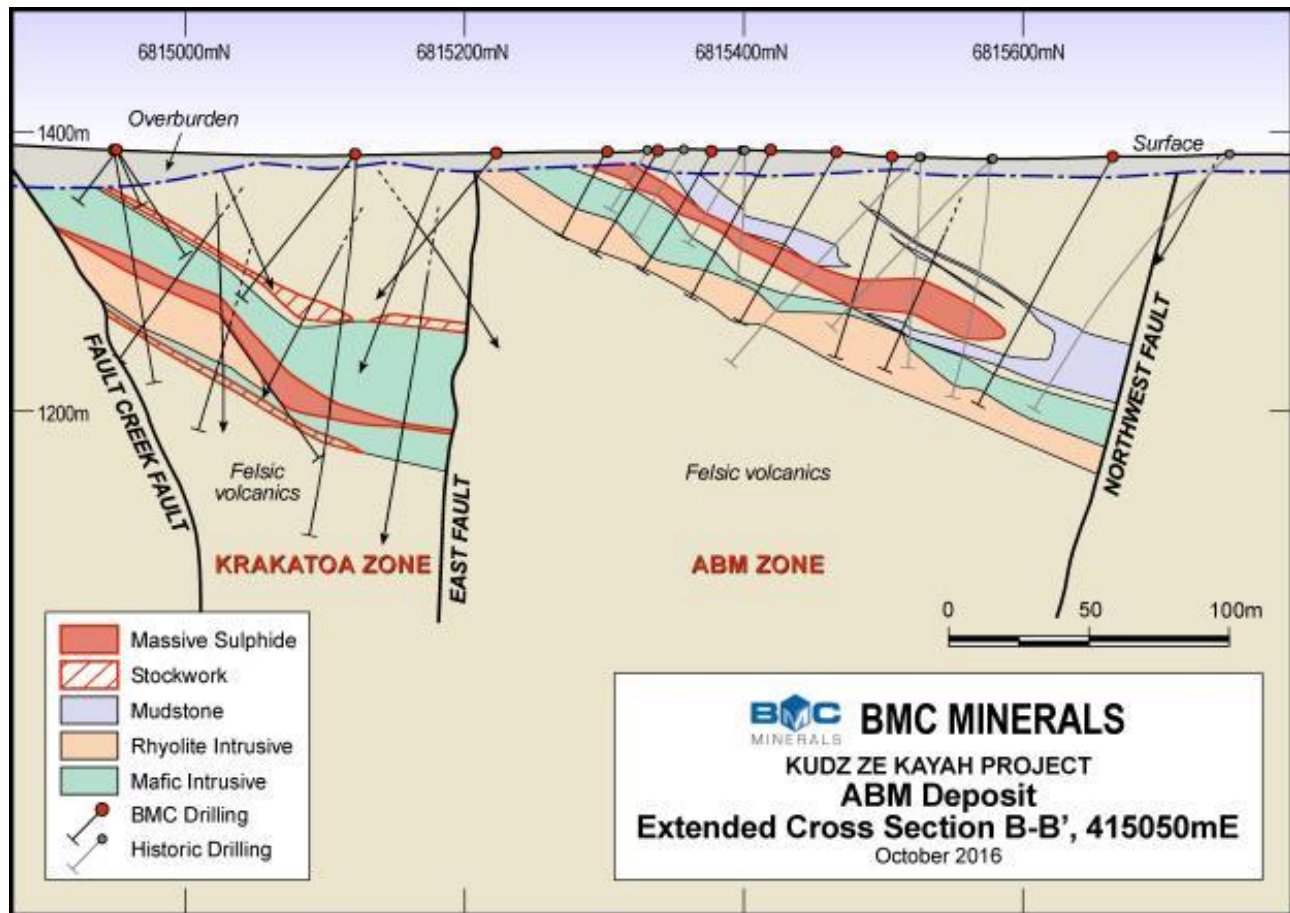 6815000mN
6815200mN
6815400mN
6815600mN
1400m
Overburden
Surface
1200m
FAULT CREEK FAULT
Felsic
volcanics
EAST FAULT
Felsic volcanics
NORTHWEST FAULT
KRAKATOA ZONE
ABM ZONE
0 50 100m
Massive Sulphide
Stockwork
Mudstone
Rhyolite Intrusive
Mafic Intrusive
BMC Drilling
Historic Drilling
BMC
MINERALS
BMC MINERALS
KUDZ ZE KAYAH PROJECT
ABM Deposit
Extended Cross Section B-B’, 415050mE
October 2016